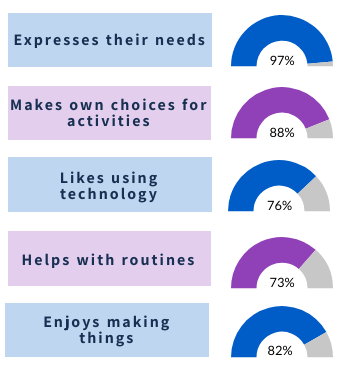 Expresses their needs
97%
Makes own choices for
activities
88%
Likes using
technology
76%
Helps with routines
73%
Enjoys making
things
82%